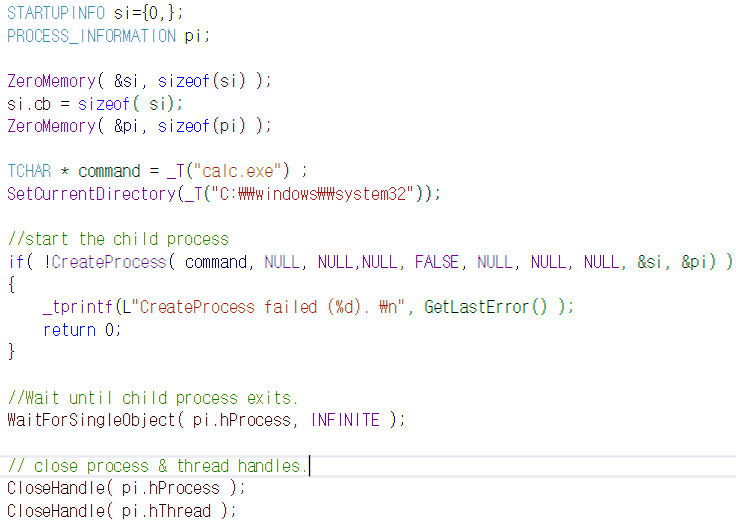 STARTUPINFO si={0,};
PROCESS_INFORMATION pi;
ZeroMemory( &si, sizeof(si) );
si.cb = sizeof( si);
ZeroMemory( &pi, sizeof(pi) );
TCHAR * command = _T("calc.exe") ;
SetCurrentDirectory(_T("C:₩₩windows₩₩system32"));
//start the child process
if( !CreateProcess( command, NULL, NULL,NULL, FALSE, NULL, NULL, NULL, &si, &pi) )
{
    _tprintf(L"CreateProcess failed (%d). ₩n", GetLastError() );
    return 0;
}
//Wait until child process exits.
WaitForSingleObject( pi.hProcess, INFINITE );
// close process & thread handles.
CloseHandle( pi.hProcess );
CloseHandle( pi.hThread );